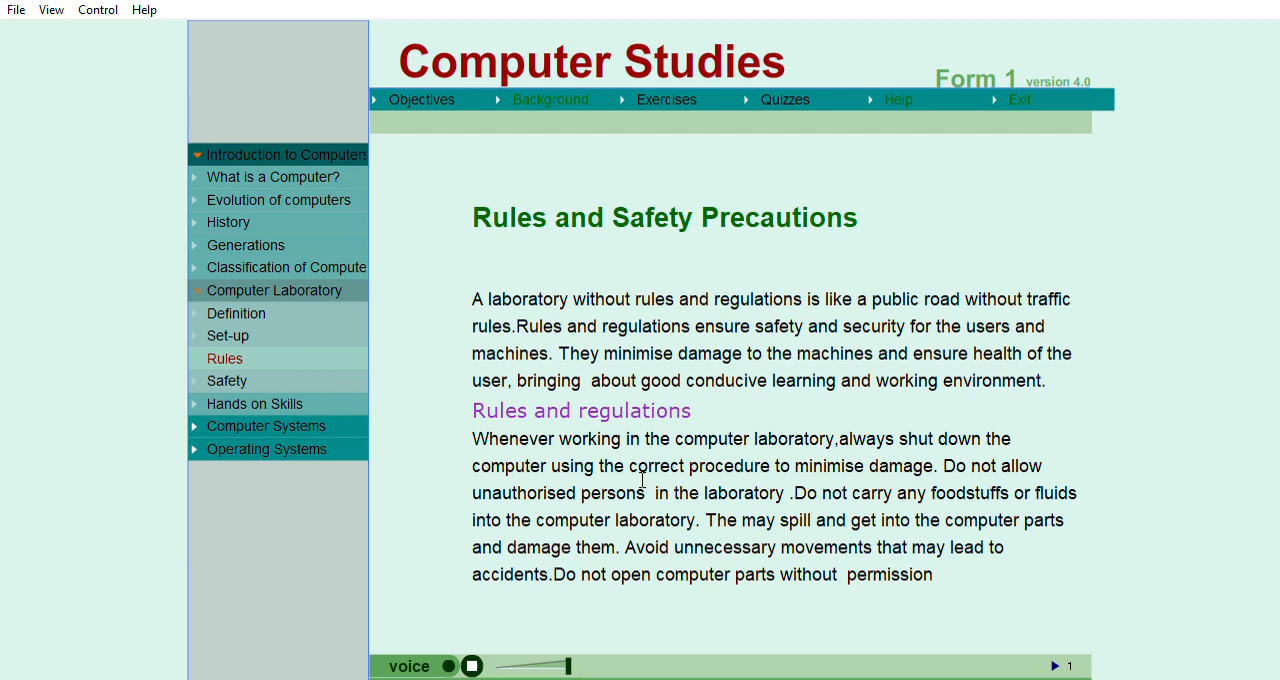 File View Control Help
Computer Studies
Form 1 version 4.0
Objectives Background Exercises Quizzes Help Exit
Introduction to Computers
What is a Computer?
Evolution of computers
History
Generations
Classification of Compute
Computer Laboratory
Definition
Set-up
Rules
Safety
Hands on Skills
Computer Systems
Operating Systems
Rules and Safety Precautions
A laboratory without rules and regulations is like a public road without traffic
rules.Rules and regulations ensure safety and security for the users and
machines. They minimise damage to the machines and ensure health of the
user, bringing about good conducive learning and working environment.
Rules and regulations
Whenever working in the computer laboratory,always shut down the
computer using the correct procedure to minimise damage. Do not allow
unauthorised persons in the laboratory .Do not carry any foodstuffs or fluids
into the computer laboratory. The may spill and get into the computer parts
and damage them. Avoid unnecessary movements that may lead to
accidents.Do not open computer parts without permission
voice
1